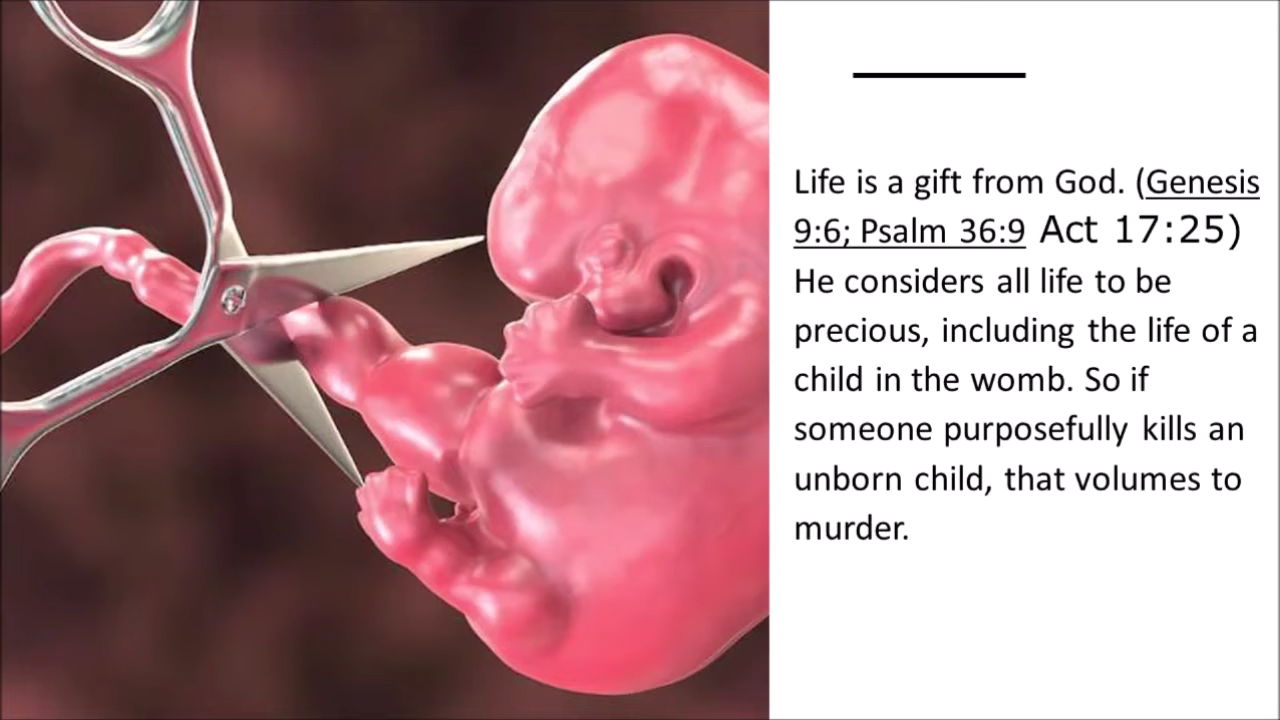 Life is a gift from God. (Genesis
9:6; Psalm 36:9 Act 17:25)
He considers all life to be
precious, including the life of a
child in the womb. So if
someone purposefully kills an
unborn child, that volumes to
murder.